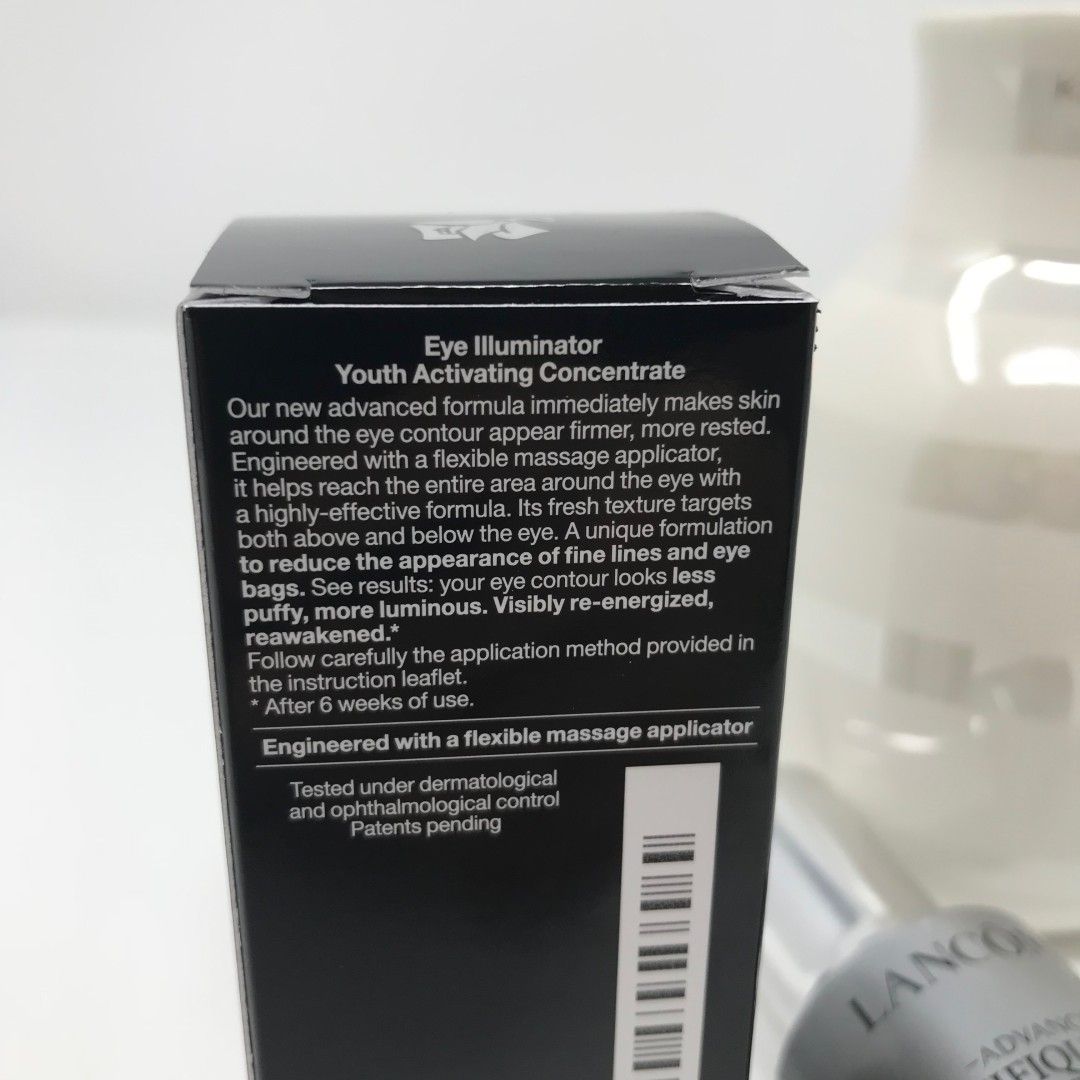 Eye Illuminator
Youth Activating Concentrate
Our new advanced formula immediately makes skin
around the eye contour appear firmer, more rested.
Engineered with a flexible massage applicator,
it helps reach the entire area around the eye with
a highly-effective formula. Its fresh texture targets
both above and below the eye. A unique formulation
to reduce the appearance of fine lines and eye
bags. See results: your eye contour looks less
puffy, more luminous. Visibly re-energized,
reawakened.*
Follow carefully the application method provided in
the instruction leaflet.
* After 6 weeks of use.
Engineered with a flexible massage applicator
Tested under dermatological
and ophthalmological control
Patents pending